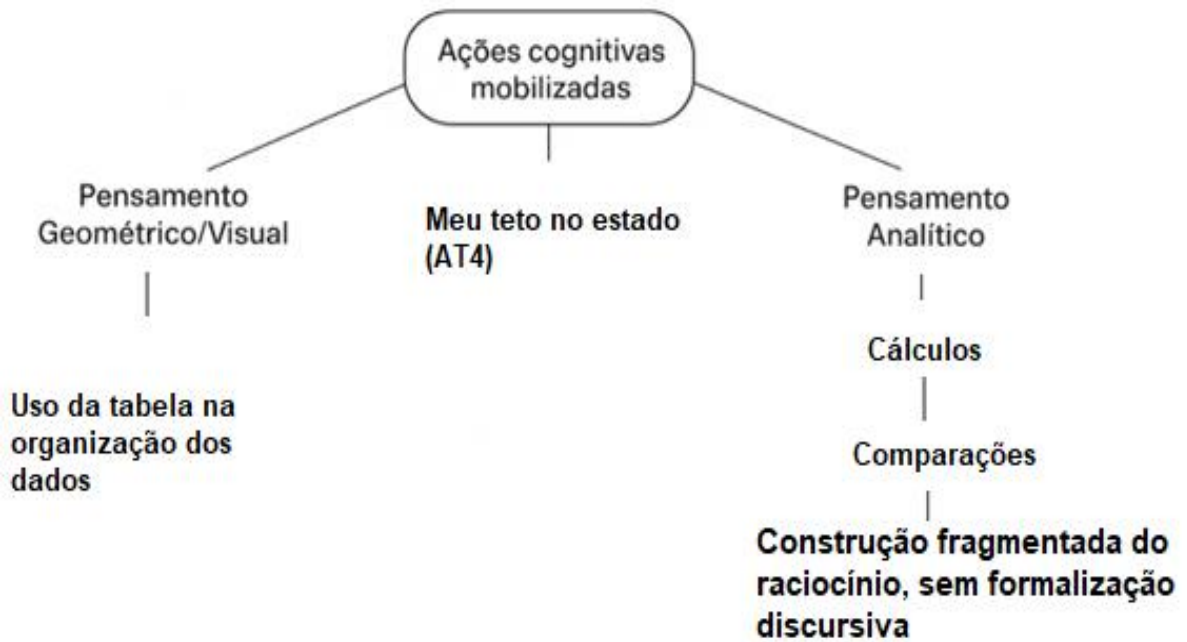 Ações cognitivas
mobilizadas
Pensamento
Geométrico/Visual
Meu teto no estado
(AT4)
Pensamento
Analítico
Uso da tabela na
organização dos
dados
Cálculos
Comparações
Construção fragmentada do
raciocínio, sem formalização
discursiva